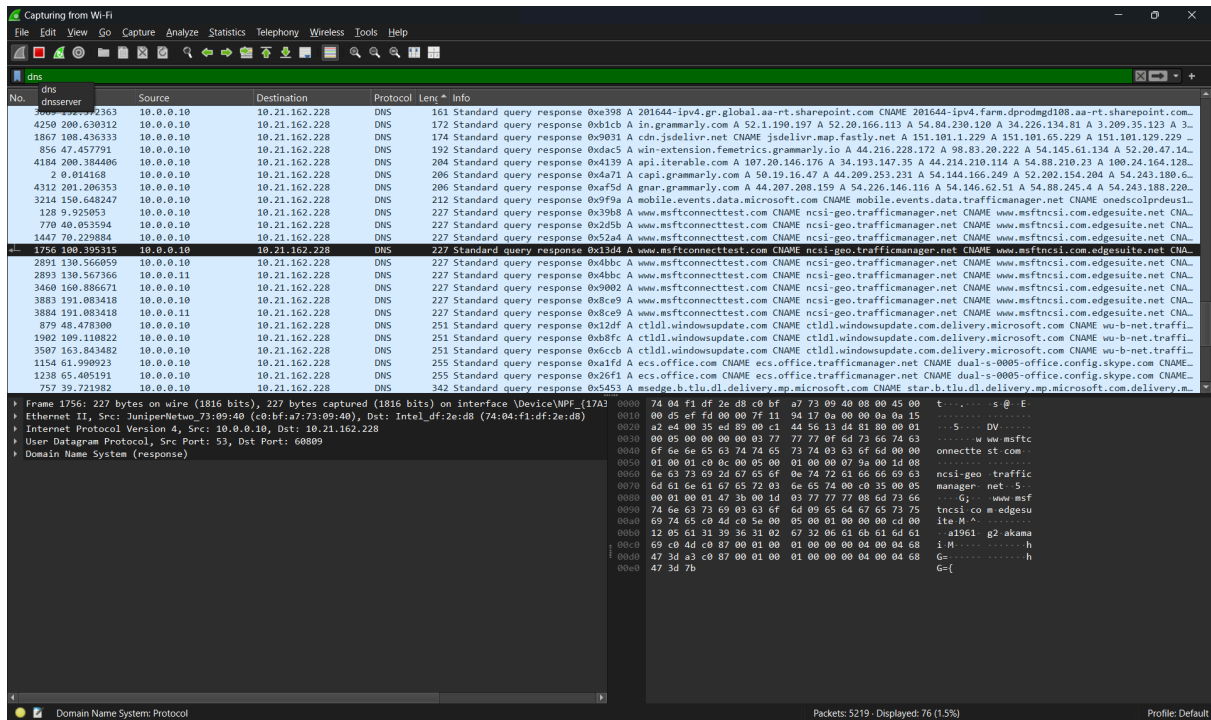 Capturing from Wi-Fi
File Edit View Go Capture Analyze Statistics Telephony Wireless Tools Help
dns
dns
dnsserver
No. Source Destination Protocol Leng Info
10.0.0.10 10.21.162.228 DNS 161 Standard query response 0xe398 A 201644-ipv4.gr.global.aa-rt.sharepoint.com CNAME 201644-ipv4.farm.dprodmgd108.aa-rt.sharepoint.com…
4250 200.630312 10.0.0.10 10.21.162.228 DNS 172 Standard query response 0xb1cb A in.grammarly.com A 52.1.190.197 A 52.20.166.113 A 54.84.230.120 A 34.226.134.81 A 3.209.35.123 A 3…
1867 108.436333 10.0.0.10 10.21.162.228 DNS 174 Standard query response 0x9031 A cdn.jsdelivr.net CNAME jsdelivr.map.fastly.net A 151.101.1.229 A 151.101.65.229 A 151.101.129.229 …
856 47.457791 10.0.0.10 10.21.162.228 DNS 192 Standard query response 0xdac5 A win-extension.femetrics.grammarly.io A 44.216.228.172 A 98.83.20.222 A 54.145.61.134 A 52.20.47.14…
4184 200.384406 10.0.0.10 10.21.162.228 DNS 204 Standard query response 0x4139 A api.iterable.com A 107.20.146.176 A 34.193.147.35 A 44.214.210.114 A 54.88.210.23 A 100.24.164.128…
2 0.014168 10.0.0.10 10.21.162.228 DNS 206 Standard query response 0x4a71 A capi.grammarly.com A 50.19.16.47 A 44.209.253.231 A 54.144.166.249 A 52.202.154.204 A 54.243.180.6…
4312 201.206353 10.0.0.10 10.21.162.228 DNS 206 Standard query response 0xaf5d A gnar.grammarly.com A 44.207.208.159 A 54.226.146.116 A 54.146.62.51 A 54.88.245.4 A 54.243.188.220…
3214 150.648247 10.0.0.10 10.21.162.228 DNS 212 Standard query response 0x9f9a A mobile.events.data.microsoft.com CNAME mobile.events.data.trafficmanager.net CNAME onedscolprdeus1…
128 9.925053 10.0.0.10 10.21.162.228 DNS 227 Standard query response 0x39b8 A www.msftconnecttest.com CNAME ncsi-geo.trafficmanager.net CNAME www.msftncsi.com.edgesuite.net CNA…
770 40.053594 10.0.0.10 10.21.162.228 DNS 227 Standard query response 0x2d5b A www.msftconnecttest.com CNAME ncsi-geo.trafficmanager.net CNAME www.msftncsi.com.edgesuite.net CNA…
1447 70.229884 10.0.0.10 10.21.162.228 DNS 227 Standard query response 0x52a4 A www.msftconnecttest.com CNAME ncsi-geo.trafficmanager.net CNAME www.msftncsi.com.edgesuite.net CNA…
1756 100.395315 10.0.0.10 10.21.162.228 DNS 227 Standard query response 0x13d4 A www.msftconnecttest.com CNAME ncsi-geo.trafficmanager.net CNAME www.msftncsi.com.edgesuite.net CNA…
2891 130.566059 10.0.0.10 10.21.162.228 DNS 227 Standard query response 0x4bbc A www.msftconnecttest.com CNAME ncsi-geo.trafficmanager.net CNAME www.msftncsi.com.edgesuite.net CNA…
2893 130.567366 10.0.0.11 10.21.162.228 DNS 227 Standard query response 0x4bbc A www.msftconnecttest.com CNAME ncsi-geo.trafficmanager.net CNAME www.msftncsi.com.edgesuite.net CNA…
3460 160.886671 10.0.0.10 10.21.162.228 DNS 227 Standard query response 0x9002 A www.msftconnecttest.com CNAME ncsi-geo.trafficmanager.net CNAME www.msftncsi.com.edgesuite.net CNA…
3883 191.083418 10.0.0.10 10.21.162.228 DNS 227 Standard query response 0x8ce9 A www.msftconnecttest.com CNAME ncsi-geo.trafficmanager.net CNAME www.msftncsi.com.edgesuite.net CNA…
3884 191.083418 10.0.0.11 10.21.162.228 DNS 227 Standard query response 0x8ce9 A www.msftconnecttest.com CNAME ncsi-geo.trafficmanager.net CNAME www.msftncsi.com.edgesuite.net CNA…
879 48.478300 10.0.0.10 10.21.162.228 DNS 251 Standard query response 0x12df A ctldl.windowsupdate.com CNAME ctldl.windowsupdate.com.delivery.microsoft.com CNAME wu-b-net.traffi…
1902 109.110822 10.0.0.10 10.21.162.228 DNS 251 Standard query response 0xb8fc A ctldl.windowsupdate.com CNAME ctldl.windowsupdate.com.delivery.microsoft.com CNAME wu-b-net.traffi…
3507 163.843482 10.0.0.10 10.21.162.228 DNS 251 Standard query response 0x6ccb A ctldl.windowsupdate.com CNAME ctldl.windowsupdate.com.delivery.microsoft.com CNAME wu-b-net.traffi…
1154 61.990923 10.0.0.10 10.21.162.228 DNS 255 Standard query response 0xa1fd A ecs.office.com CNAME ecs.office.trafficmanager.net CNAME dual-s-0005-office.config.skype.com CNAME…
1238 65.405191 10.0.0.10 10.21.162.228 DNS 255 Standard query response 0x26f1 A ecs.office.com CNAME ecs.office.trafficmanager.net CNAME dual-s-0005-office.config.skype.com CNAME…
757 39.721982 10.0.0.10 10.21.162.228 DNS 342 Standard query response 0x5453 A msedge.b.tlu.dl.delivery.mp.microsoft.com CNAME star.b.tlu.dl.delivery.mp.microsoft.com.delivery.m…
Frame 1756: 227 bytes on wire (1816 bits), 227 bytes captured (1816 bits) on interface \Device\NPF_{17A3
Ethernet II, Src: JuniperNetwo_73:09:40 (c0:bf:a7:73:09:40), Dst: Intel_df:2e:d8 (74:04:f1:df:2e:d8)
Internet Protocol Version 4, Src: 10.0.0.10, Dst: 10.21.162.228
User Datagram Protocol, Src Port: 53, Dst Port: 60809
Domain Name System (response)
0000 74 04 f1 df 2e d8 c0 bf a7 73 09 40 08 00 45 00 t···.··· ·s·@··E·
0010 00 d5 ef fd 00 00 7f 11 94 17 0a 00 00 0a 0a 15
0020 a2 e4 00 35 ed 89 00 c1 44 56 13 d4 81 80 00 01 ···5···· DV······
0030 00 05 00 00 00 00 03 77 77 77 0f 6d 73 66 74 63 ·······w ww·msftc
0040 6f 6e 6e 65 63 74 74 65 73 74 03 63 6f 6d 00 00 onnectte st·com··
0050 01 00 01 c0 0c 00 05 00 01 00 00 07 9a 00 1d 08
0060 6e 63 73 69 2d 67 65 6f 0e 74 72 61 66 66 69 63 ncsi-geo ·traffic
0070 6d 61 6e 61 67 65 72 03 6e 65 74 00 c0 35 00 05 manager· net··5··
0080 00 01 00 01 47 3b 00 1d 03 77 77 77 08 6d 73 66 ····G;·· ·www·msf
0090 74 6e 63 73 69 03 63 6f 6d 09 65 64 67 65 73 75 tncsi·co m·edgesu
00a0 69 74 65 c0 4d c0 5e 00 05 00 01 00 00 00 cd 00 ite·M·^· ········
00b0 12 05 61 31 39 36 31 02 67 32 06 61 6b 61 6d 61 ··a1961· g2·akama
00c0 69 c0 4d c0 87 00 01 00 01 00 00 00 04 00 04 68 i·M····· ·······h
00d0 47 3d a3 c0 87 00 01 00 01 00 00 00 04 00 04 68 G=······ ·······h
00e0 47 3d 7b G={
Domain Name System: Protocol Packets: 5219 · Displayed: 76 (1.5%) Profile: Default